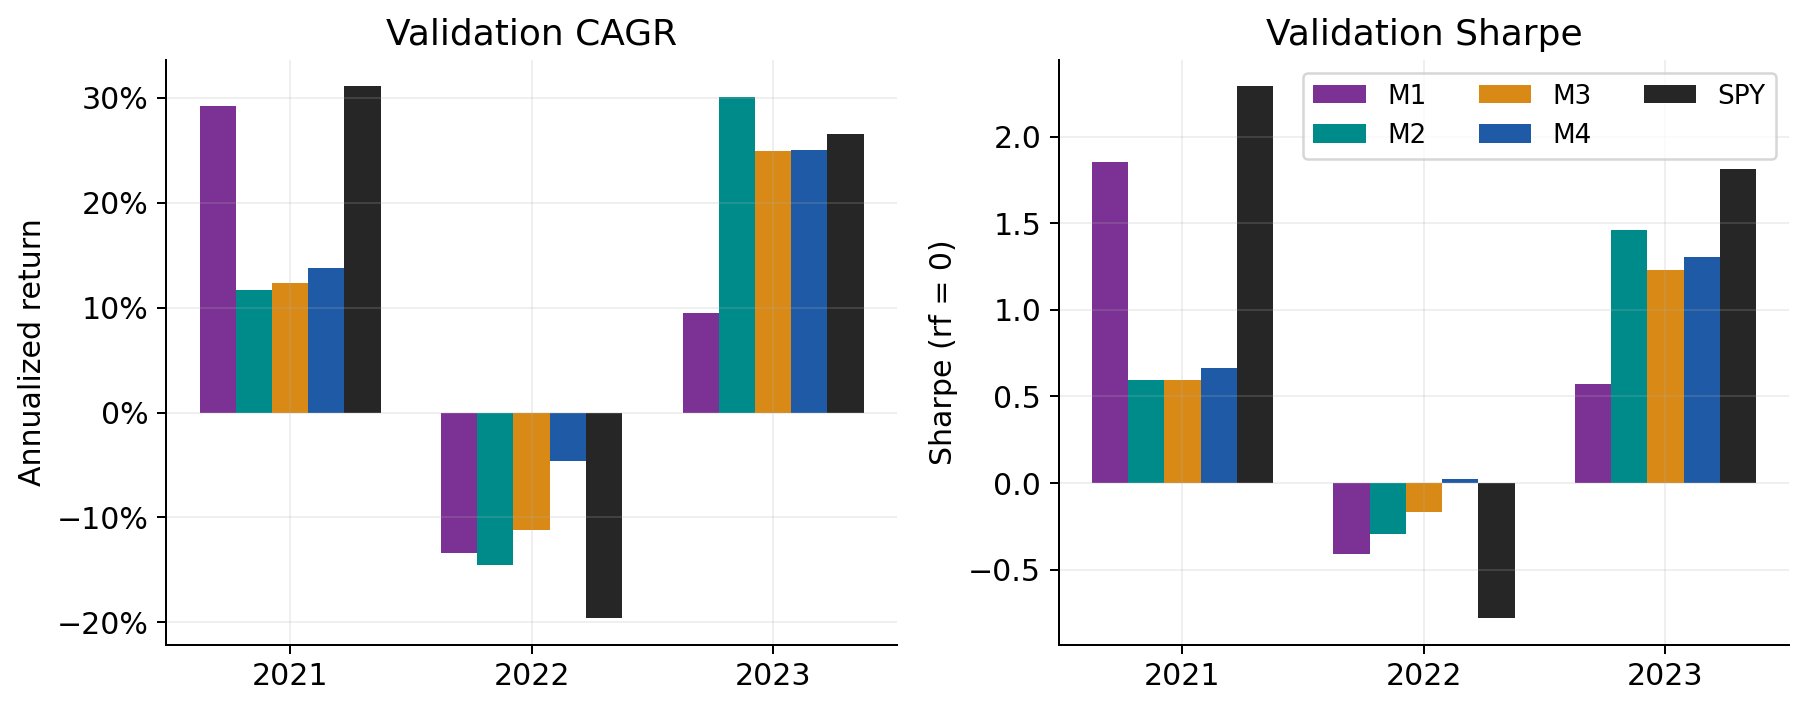 Validation CAGR
Annualized return
30%
20%
10%
0%
−10%
−20%
2021
2022
2023
Validation Sharpe
Sharpe (rf = 0)
2.0
1.5
1.0
0.5
0.0
−0.5
2021
2022
2023
M1
M2
M3
M4
SPY